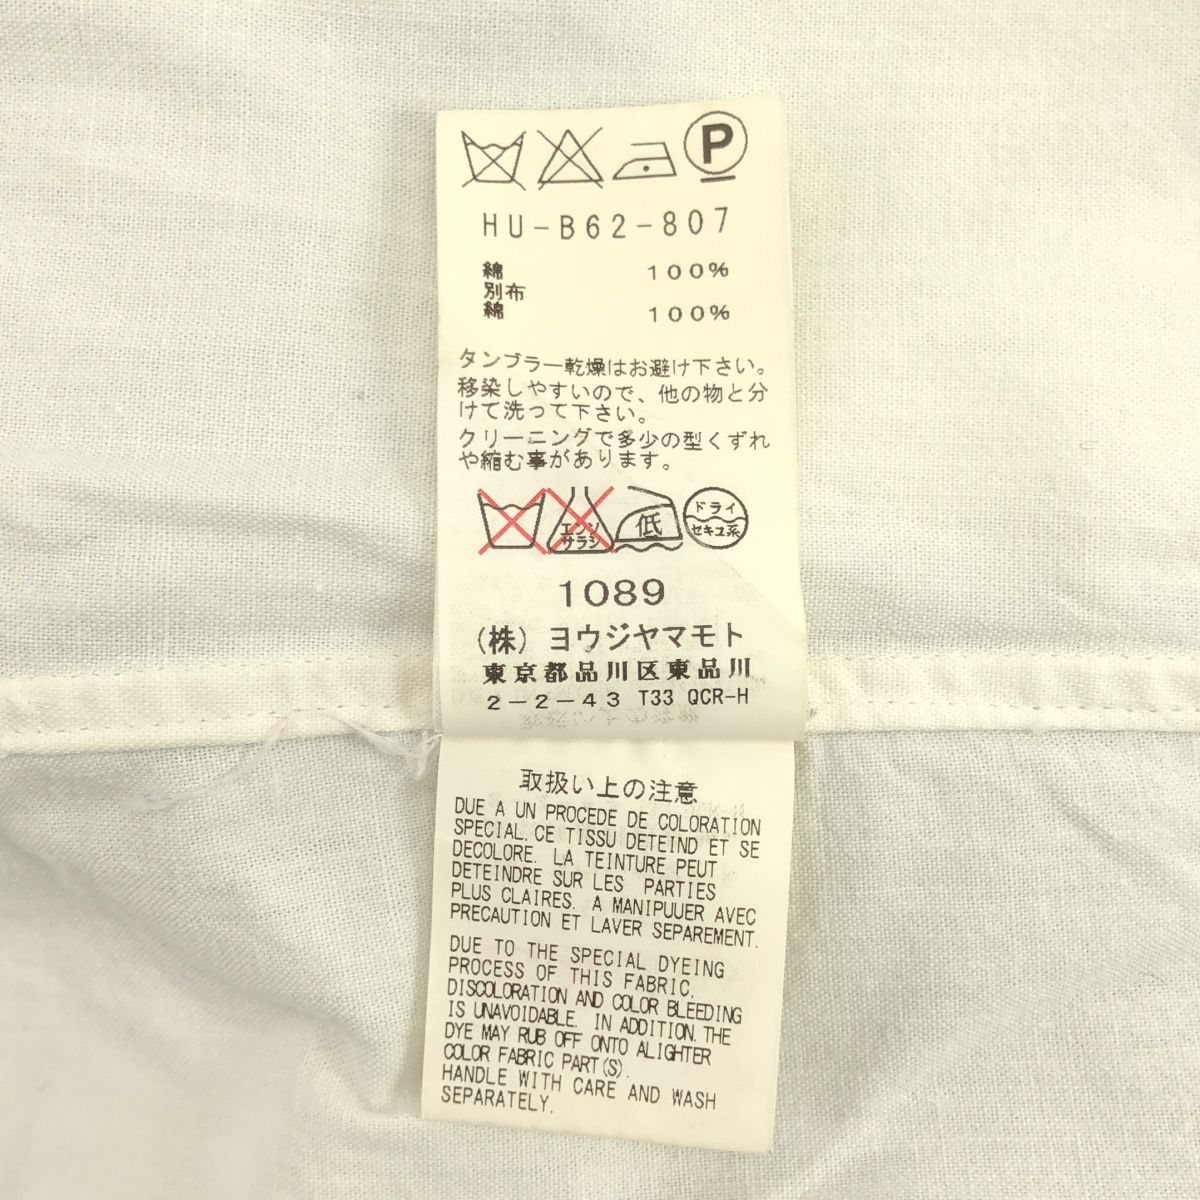 P
HU-B62-807
綿 100%
別布
綿 100%
タンブラー乾燥はお避け下さい。
移染しやすいので、他の物と分
けて洗って下さい。
クリーニングで多少の型くずれ
や縮む事があります。
エンソ
サラシ
低
ドライ
セキユ系
1089
(株) ヨウジヤマモト
東京都品川区東品川
2-2-43 T33 QCR-H
取扱い上の注意
DUE A UN PROCEDE DE COLORATION
SPECIAL.CE TISSU DETEIND ET SE
DECOLORE. LA TEINTURE PEUT
DETEINDRE SUR LES PARTIES
PLUS CLAIRES. A MANIPUUER AVEC
PRECAUTION ET LAVER SEPAREMENT.
DUE TO THE SPECIAL DYEING
PROCESS OF THIS FABRIC.
DISCOLORATION AND COLOR BLEEDING
IS UNAVOIDABLE. IN ADDITION.THE
DYE MAY RUB OFF ONTO ALIGHTER
COLOR FABRIC PART(S).
HANDLE WITH CARE AND WASH
SEPARATELY.